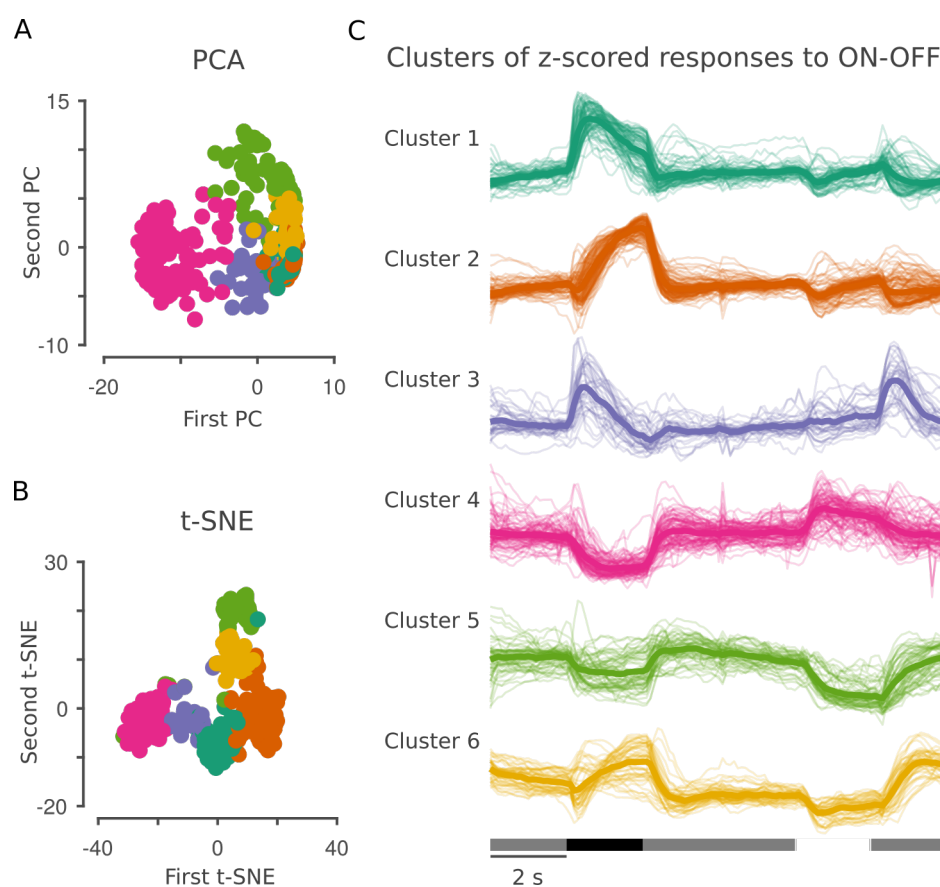 A
PCA
15
0
-10
Second PC
-20
0
10
First PC
B
t-SNE
30
0
-20
Second t-SNE
-40
0
40
First t-SNE
C
Clusters of z-scored responses to ON-OFF
Cluster 1
Cluster 2
Cluster 3
Cluster 4
Cluster 5
Cluster 6
2 s